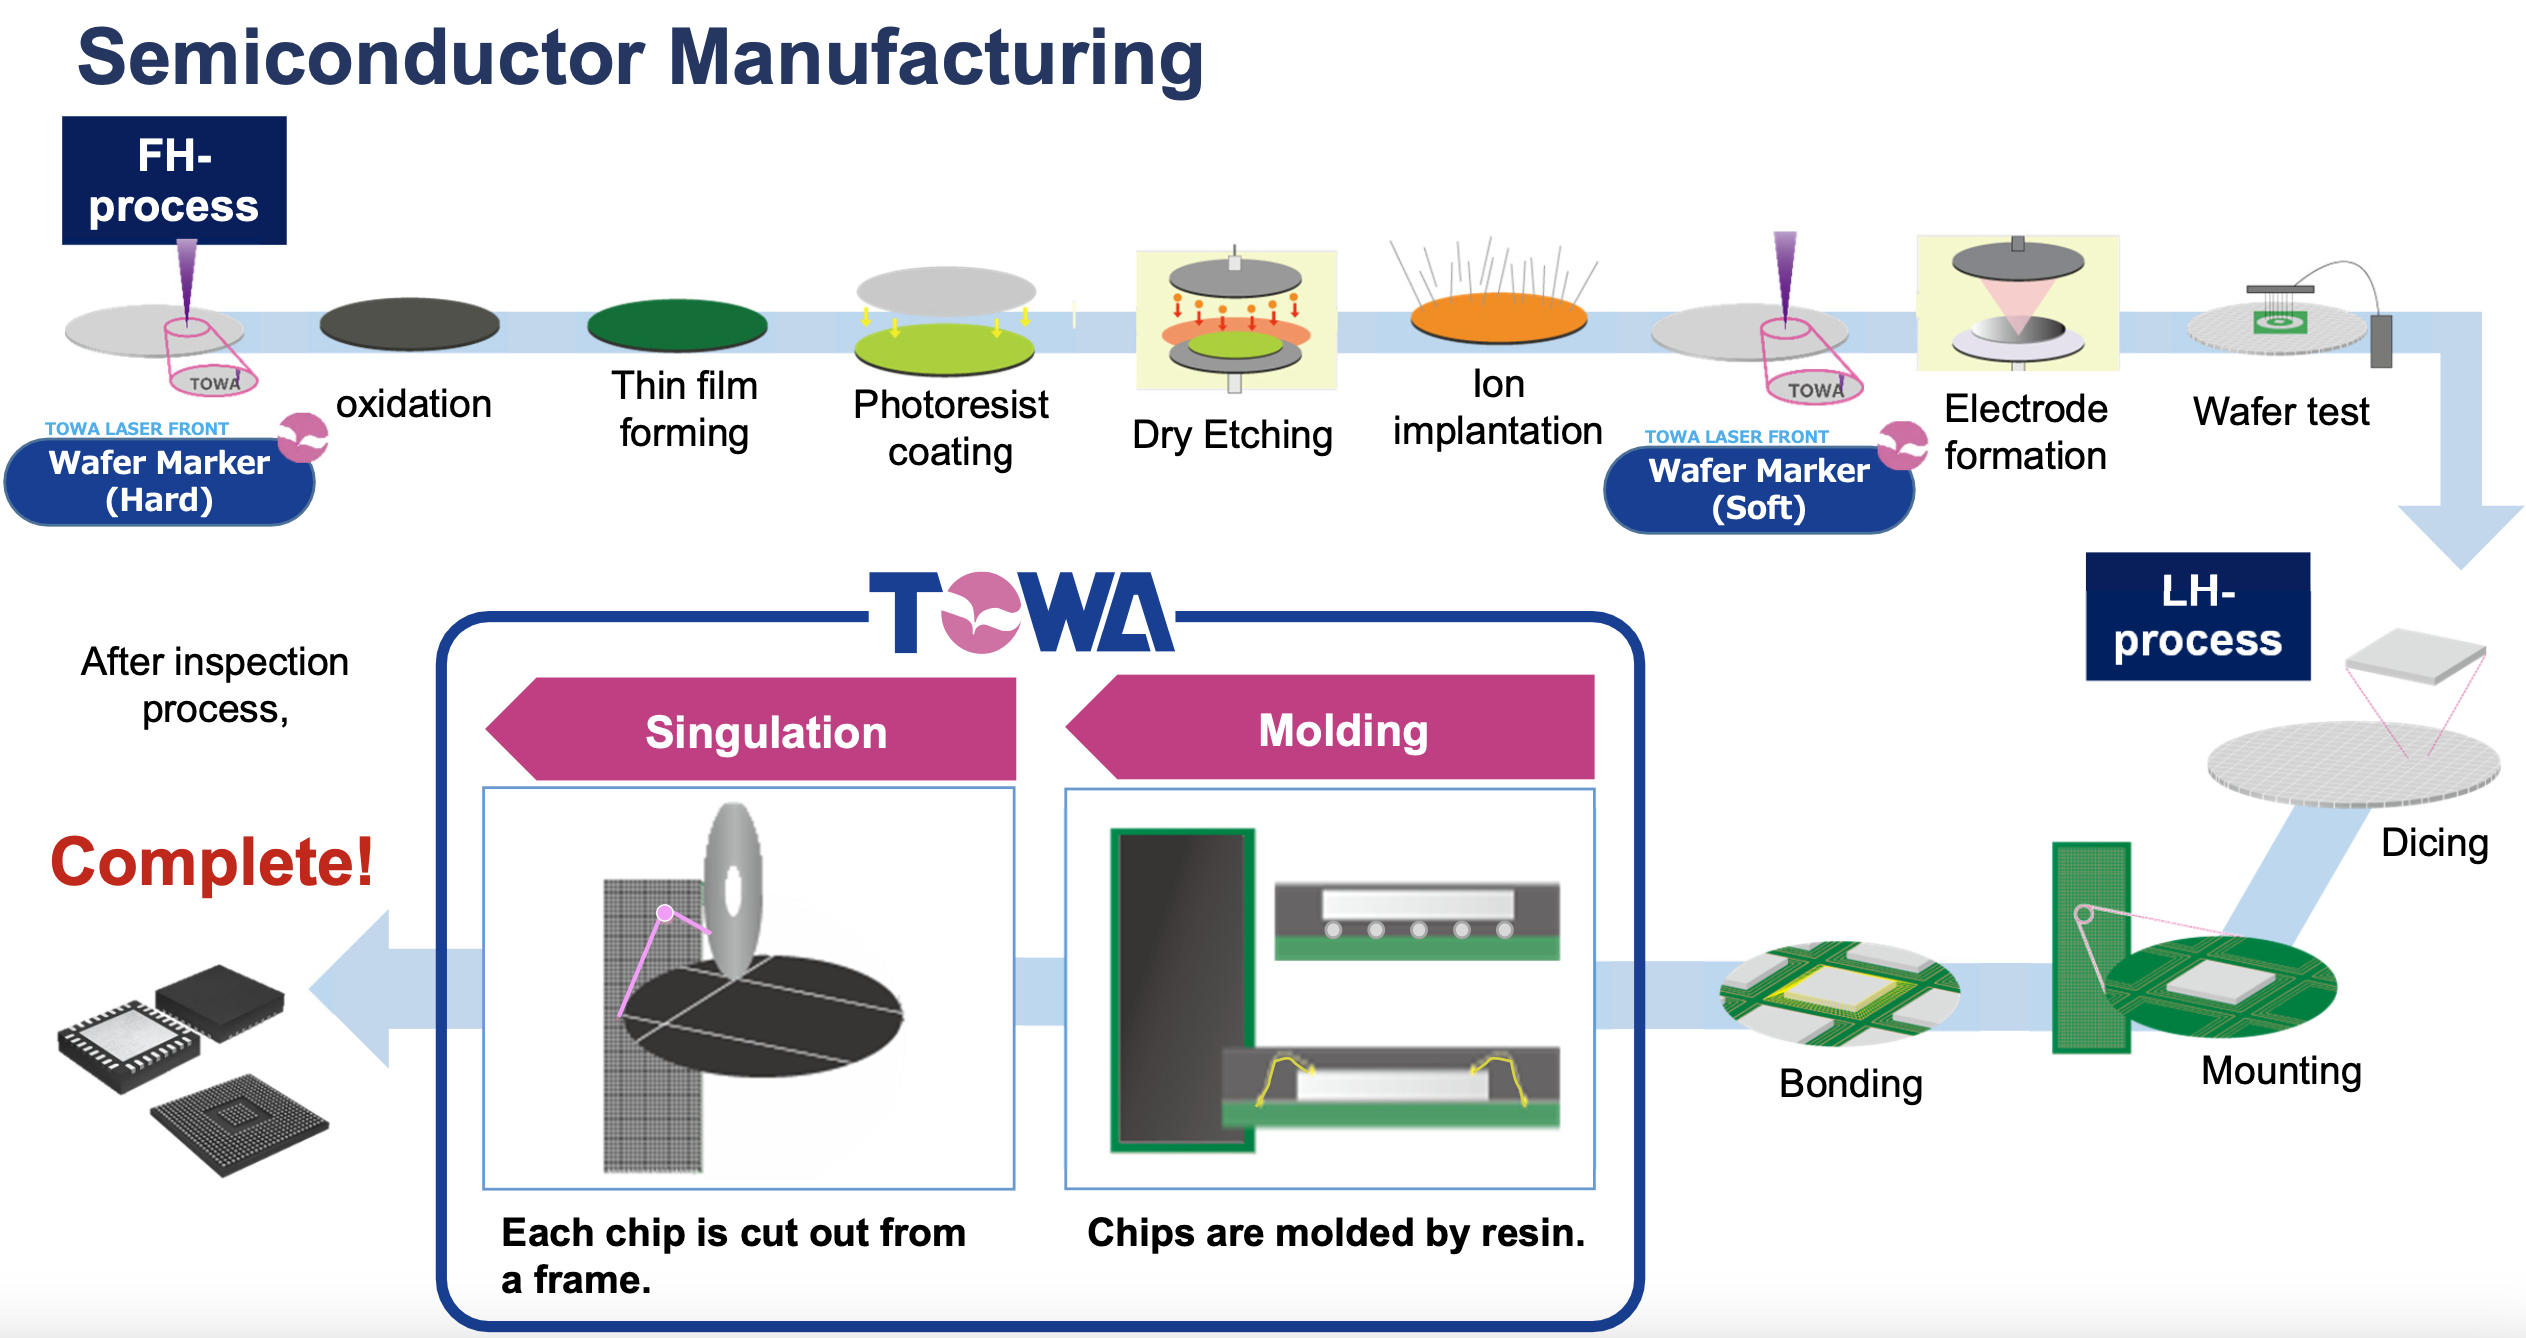 Semiconductor Manufacturing
FH-
process
TOWA
TOWA LASER FRONT
Wafer Marker
(Hard)
oxidation
Thin film
forming
Photoresist
coating
Dry Etching
Ion
implantation
TOWA
TOWA LASER FRONT
Wafer Marker
(Soft)
Electrode
formation
Wafer test
LH-
process
Dicing
Mounting
Bonding
TOWA
Molding
Chips are molded by resin.
Singulation
Each chip is cut out from
a frame.
After inspection
process,
Complete!